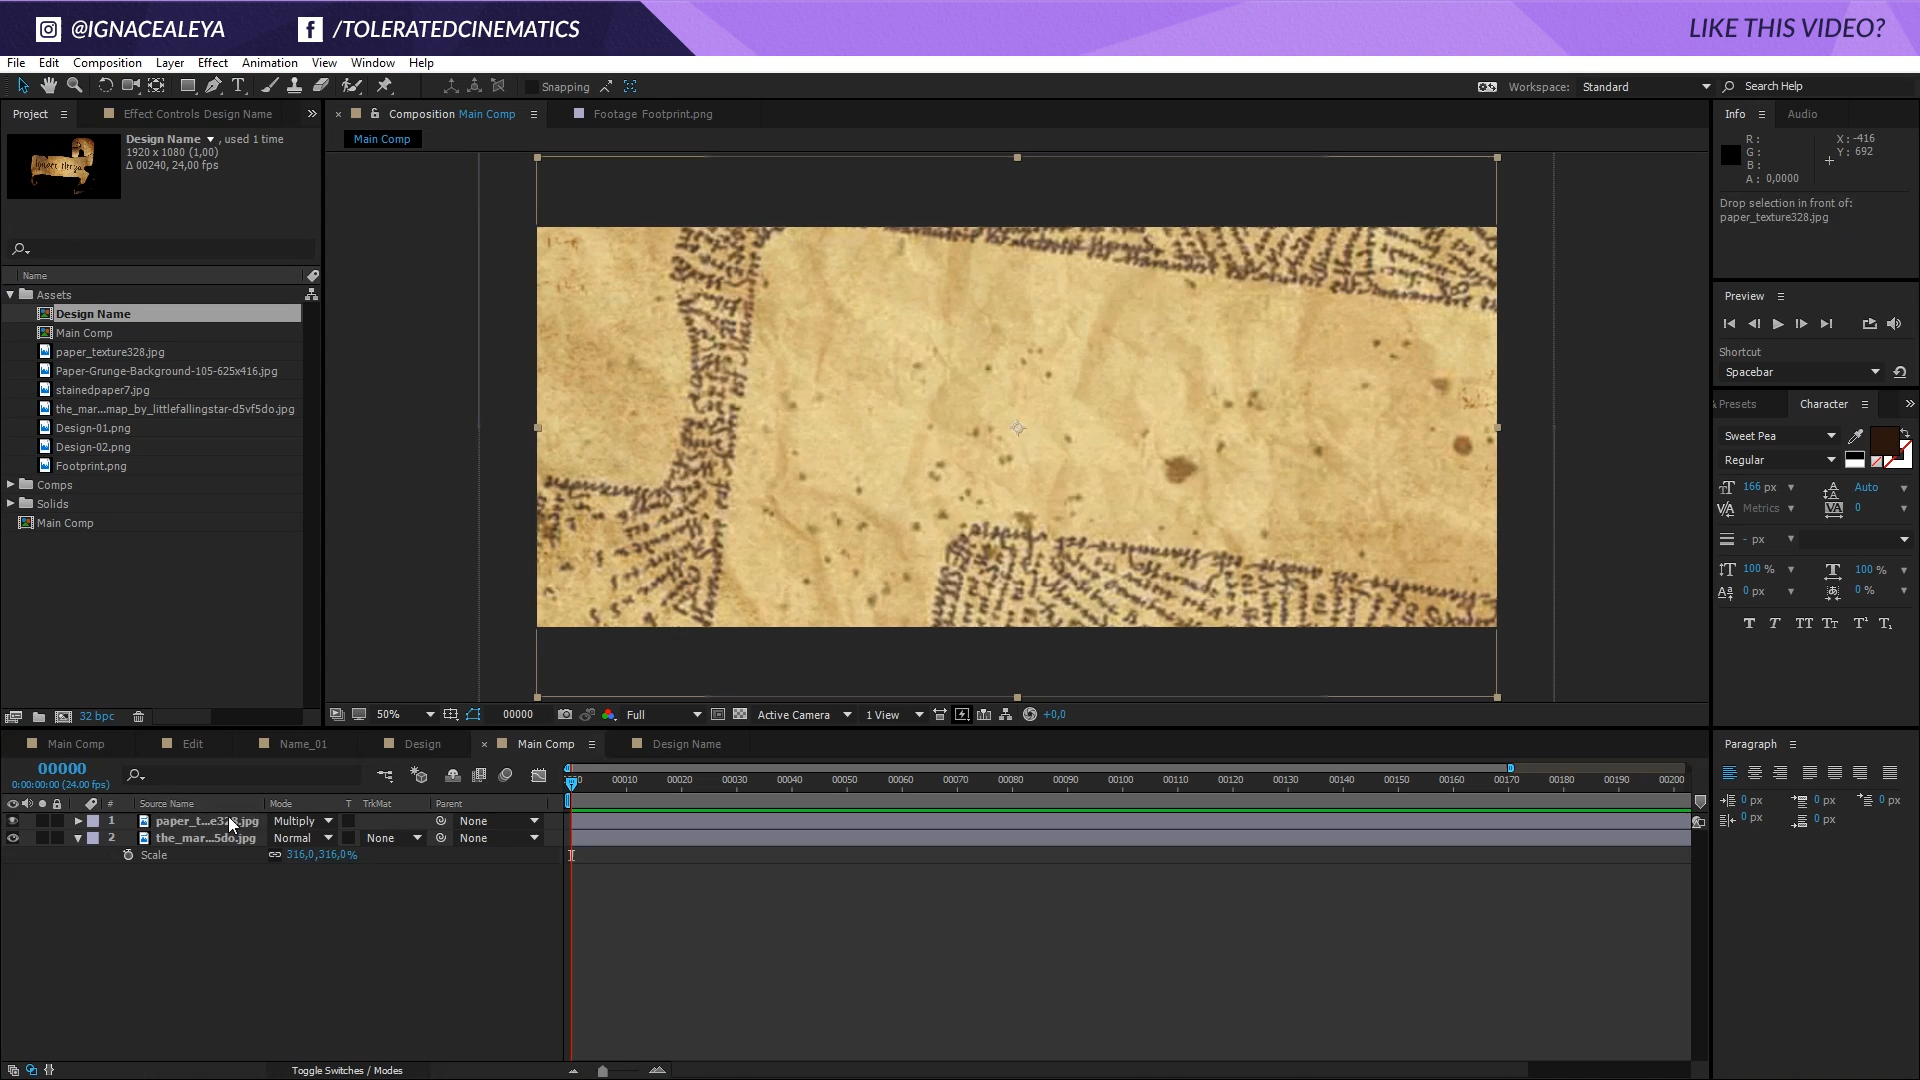 @IGNACEALEYA
/TOLERATEDCINEMATICS
LIKE THIS VIDEO?
File Edit Composition Layer Effect Animation View Window Help
Snapping
Workspace: Standard
Search Help
Project
Effect Controls Design Name
Composition Main Comp
Footage Footprint.png
Main Comp
Design Name , used 1 time
1920 x 1080 (1,00)
Δ 00240, 24,00 fps
Name
Assets
Design Name
Main Comp
paper_texture328.jpg
Paper-Grunge-Background-105-625x416.jpg
stainedpaper7.jpg
the_mar...map_by_littlefallingstar-d5vf5do.jpg
Design-01.png
Design-02.png
Footprint.png
Comps
Solids
Main Comp
32 bpc
50% 00000 Full Active Camera 1 View +0,0
Info Audio
R: X: -416
G: Y: 692
B:
A: 0,0000
Drop selection in front of:
paper_texture328.jpg
Preview
Shortcut
Spacebar
& Presets Character
Sweet Pea
Regular
166 px Auto
Metrics 0
- px
100 % 100 %
0 px 0 %
Main Comp Edit Name_01 Design Main Comp Design Name
00000
0:00:00:00 (24.00 fps)
00010 00020 00030 00040 00050 00060 00070 00080 00090 00100 00110 00120 00130 00140 00150 00160 00170 00180 00190 00200
# Source Name Mode T TrkMat Parent
1 paper_t...e328.jpg Multiply None
2 the_mar...5do.jpg Normal None None
Scale 316,0,316,0%
Toggle Switches / Modes
Paragraph
0 px 0 px 0 px
0 px 0 px